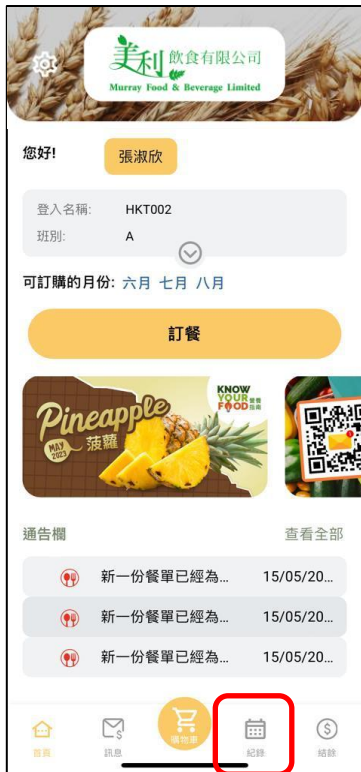 美利 飲食有限公司
Murray Food & Beverage Limited
您好! 張淑欣
登入名稱: HKT002
班別: A
可訂購的月份: 六月 七月 八月
訂餐
KNOW
YOUR 營養
FOOD 指南
Pineapple
MAY
2023
菠蘿
通告欄 查看全部
新一份餐單已經為... 15/05/20...
新一份餐單已經為... 15/05/20...
新一份餐單已經為... 15/05/20...
首頁 訊息 購物車 紀錄 結餘